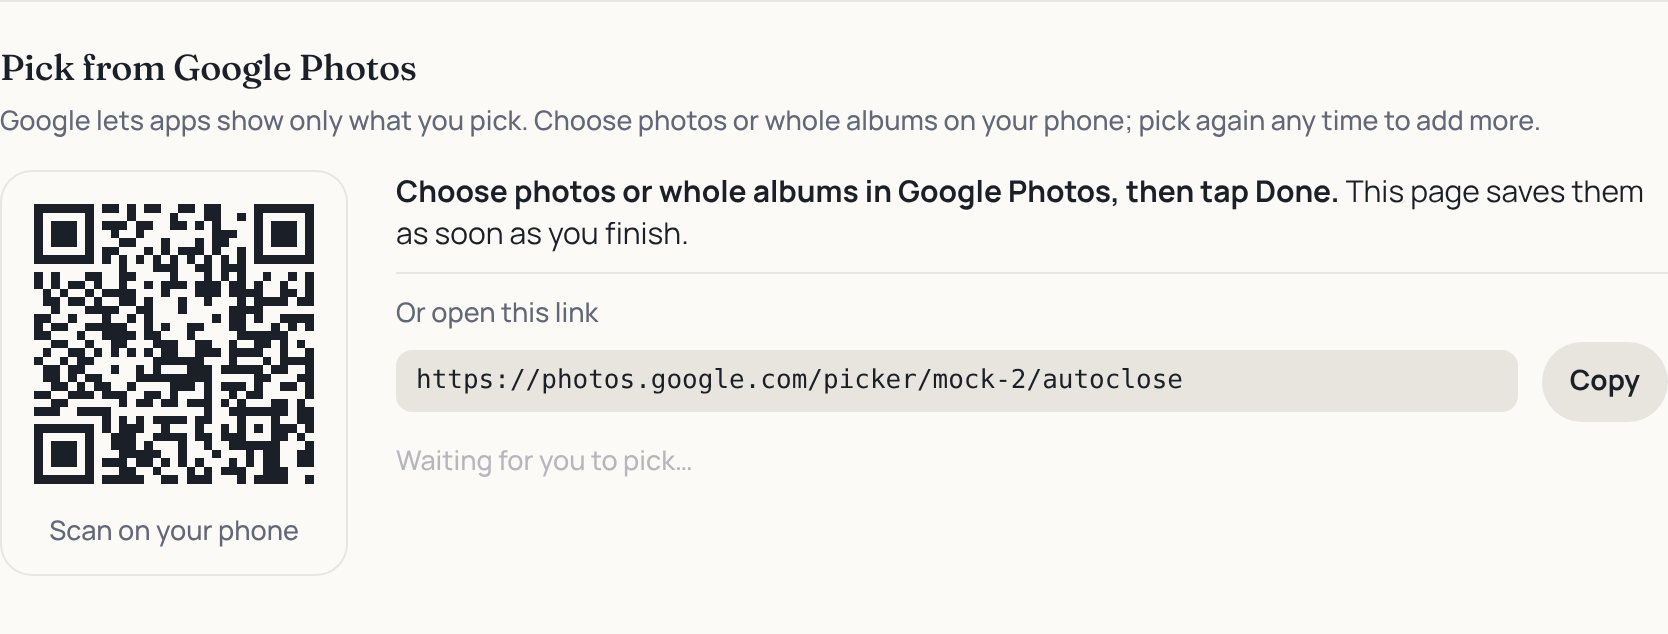 Pick from Google Photos
Google lets apps show only what you pick. Choose photos or whole albums on your phone; pick again any time to add more.
Choose photos or whole albums in Google Photos, then tap Done. This page saves them
as soon as you finish.
Or open this link
https://photos.google.com/picker/mock-2/autoclose
Copy
Waiting for you to pick…
Scan on your phone